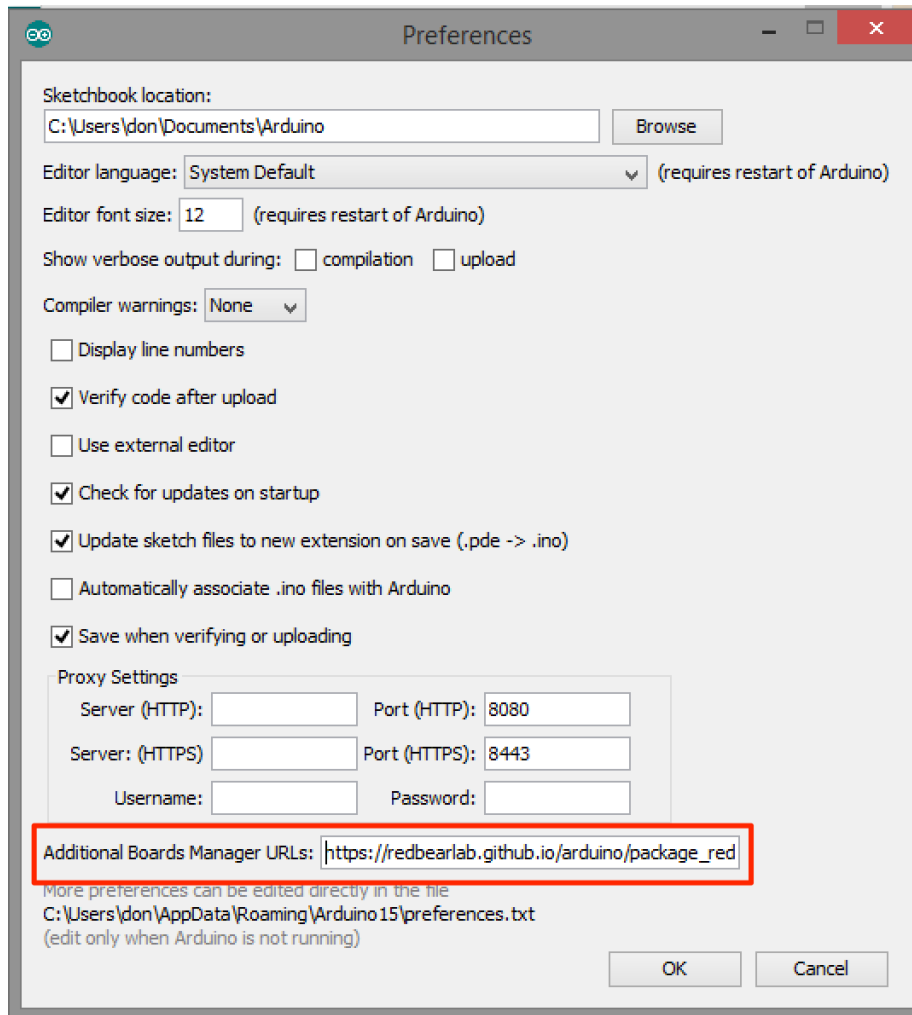 Preferences
Sketchbook location:
C:\Users\don\Documents\Arduino Browse
Editor language: System Default (requires restart of Arduino)
Editor font size: 12 (requires restart of Arduino)
Show verbose output during: compilation upload
Compiler warnings: None
Display line numbers
Verify code after upload
Use external editor
Check for updates on startup
Update sketch files to new extension on save (.pde -> .ino)
Automatically associate .ino files with Arduino
Save when verifying or uploading
Proxy Settings
Server (HTTP): Port (HTTP): 8080
Server: (HTTPS) Port (HTTPS): 8443
Username: Password:
Additional Boards Manager URLs: https://redbearlab.github.io/arduino/package_red
More preferences can be edited directly in the file
C:\Users\don\AppData\Roaming\Arduino15\preferences.txt
(edit only when Arduino is not running)
OK Cancel